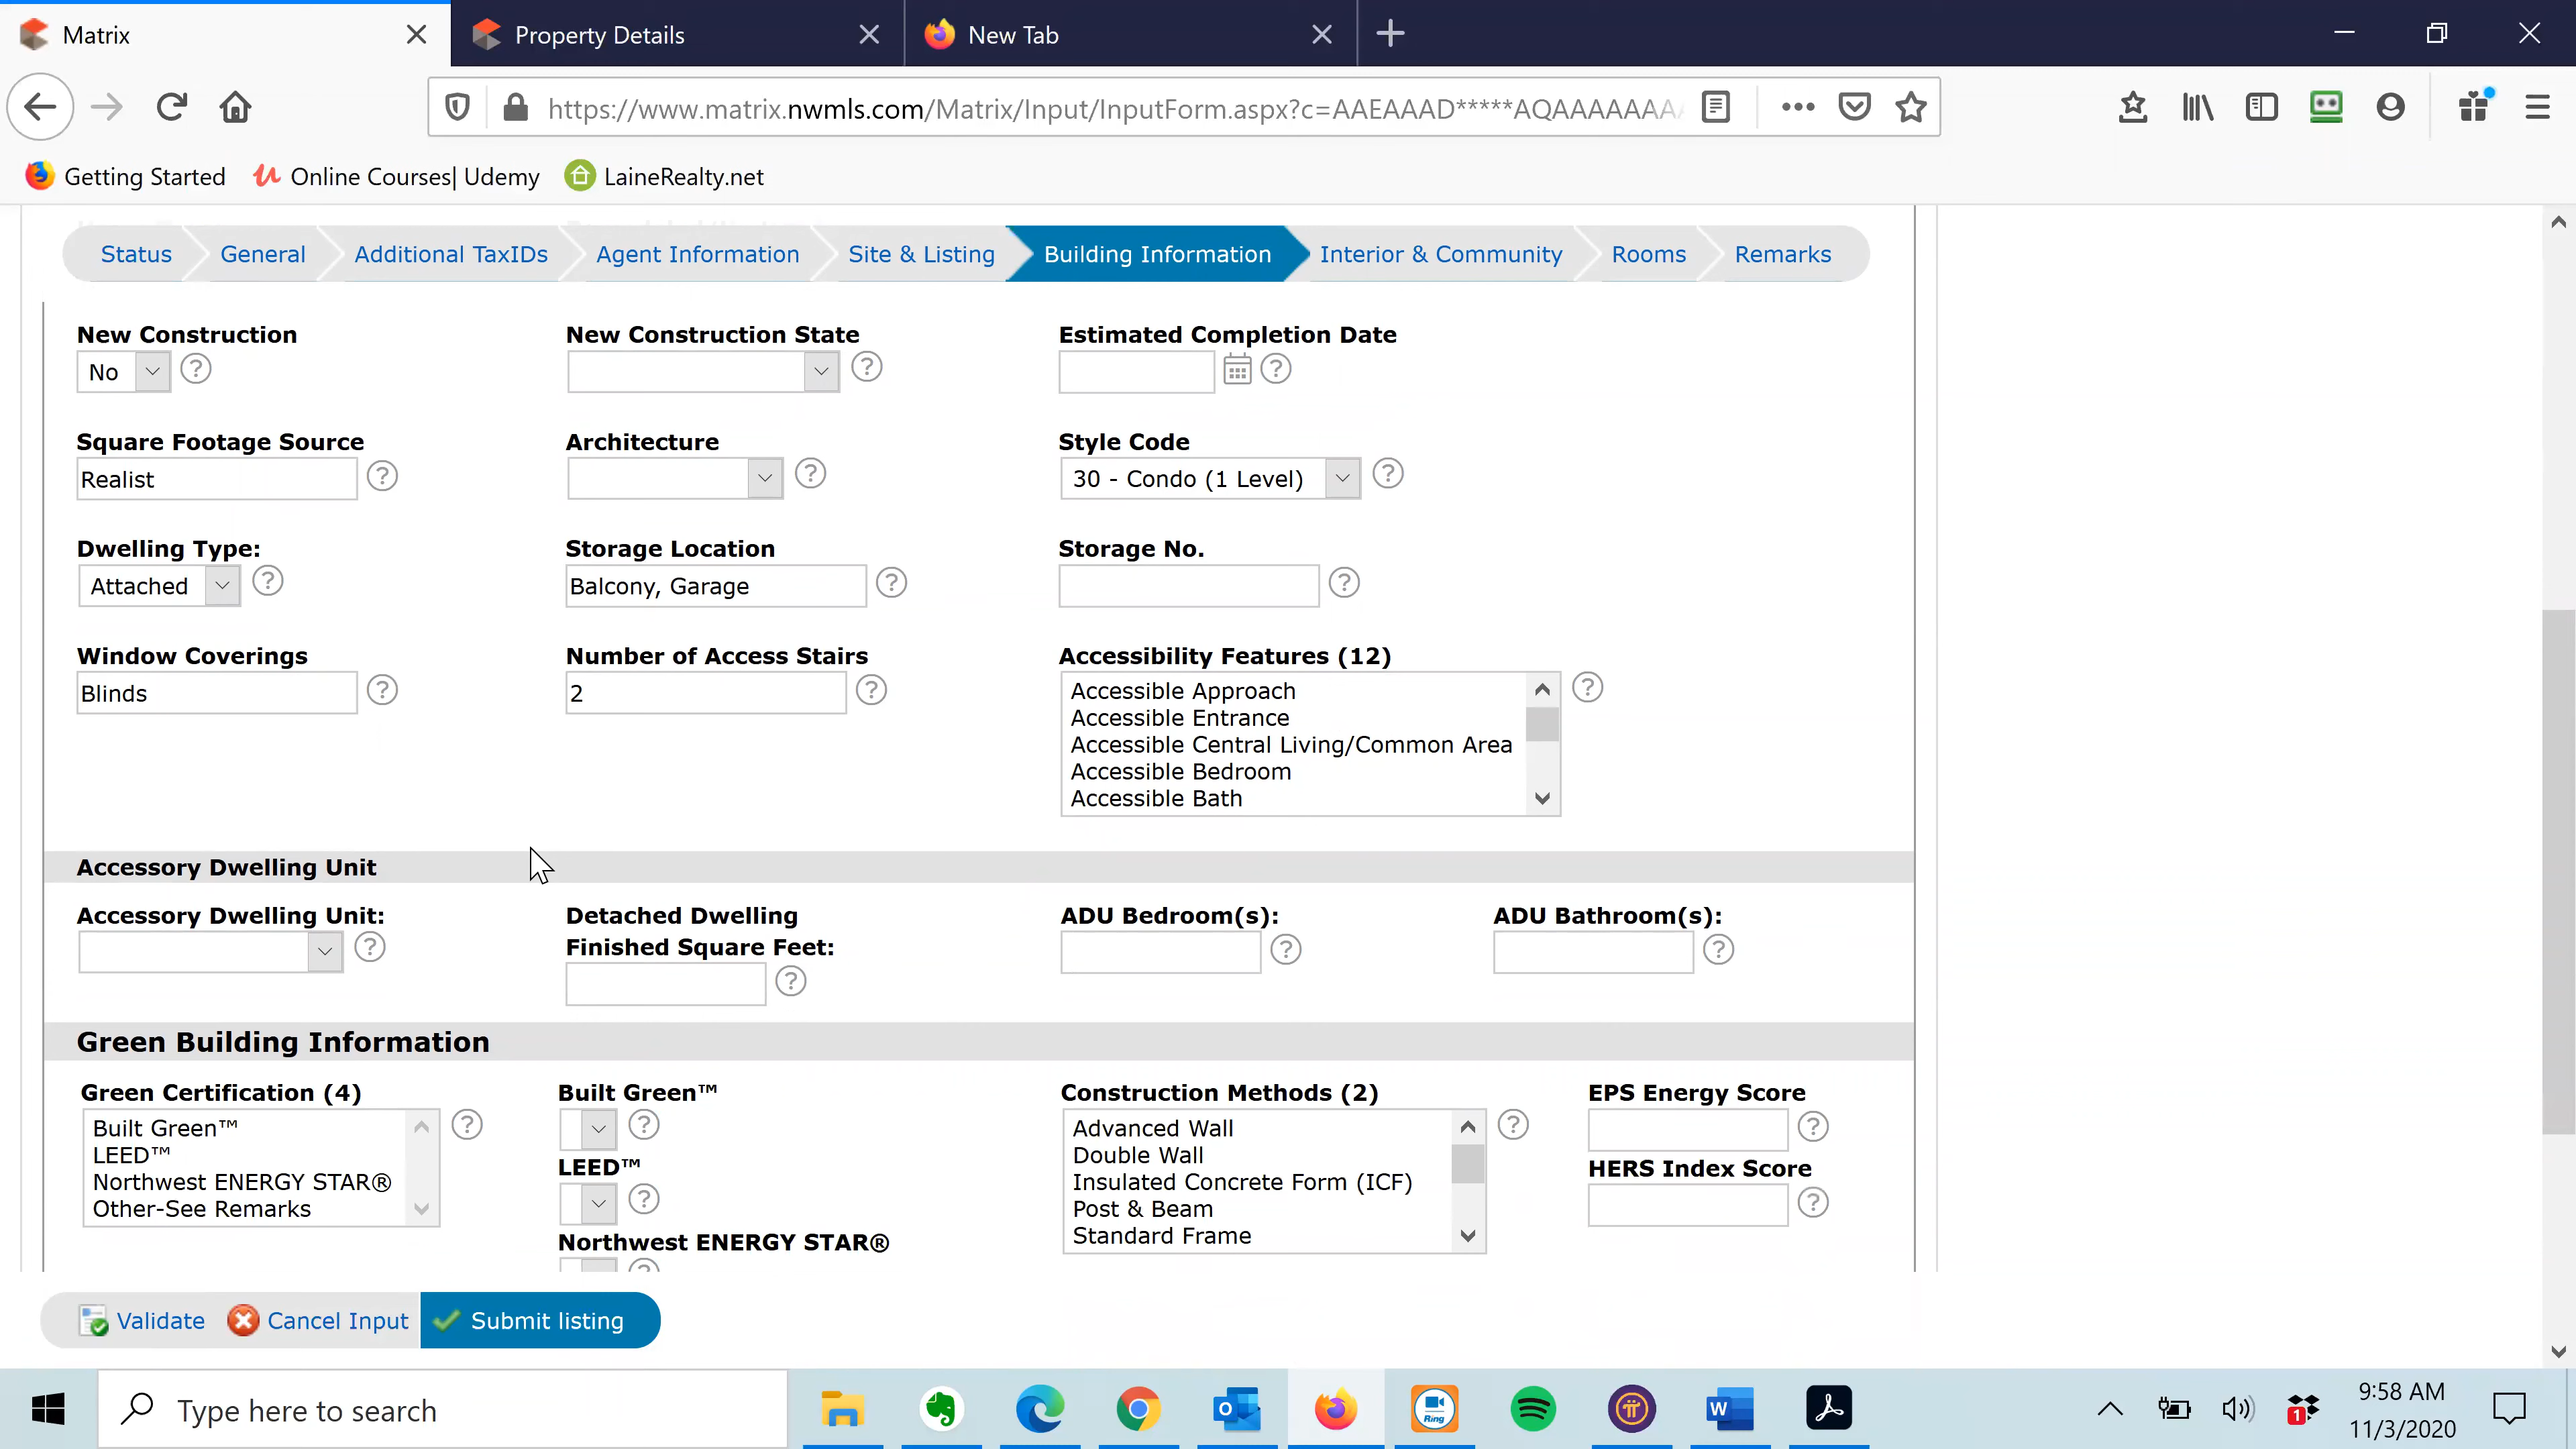 Matrix
Property Details
New Tab
https://www.matrix.nwmls.com/Matrix/Input/InputForm.aspx?c=AAEAAAD*****AQAAAAAAAA
Getting Started
Online Courses| Udemy
LaineRealty.net
Status
General
Additional TaxIDs
Agent Information
Site & Listing
Building Information
Interior & Community
Rooms
Remarks
New Construction
New Construction State
Estimated Completion Date
No
Square Footage Source
Architecture
Style Code
Realist
30 - Condo (1 Level)
Dwelling Type:
Storage Location
Storage No.
Attached
Balcony, Garage
Window Coverings
Number of Access Stairs
Accessibility Features (12)
Blinds
2
Accessible Approach
Accessible Entrance
Accessible Central Living/Common Area
Accessible Bedroom
Accessible Bath
Accessory Dwelling Unit
Accessory Dwelling Unit:
Detached Dwelling
Finished Square Feet:
ADU Bedroom(s):
ADU Bathroom(s):
Green Building Information
Green Certification (4)
Built Green™
LEED™
Northwest ENERGY STAR®
Other-See Remarks
Built Green™
LEED™
Northwest ENERGY STAR®
Construction Methods (2)
Advanced Wall
Double Wall
Insulated Concrete Form (ICF)
Post & Beam
Standard Frame
EPS Energy Score
HERS Index Score
Validate
Cancel Input
Submit listing
Type here to search
Ring
1
9:58 AM
11/3/2020